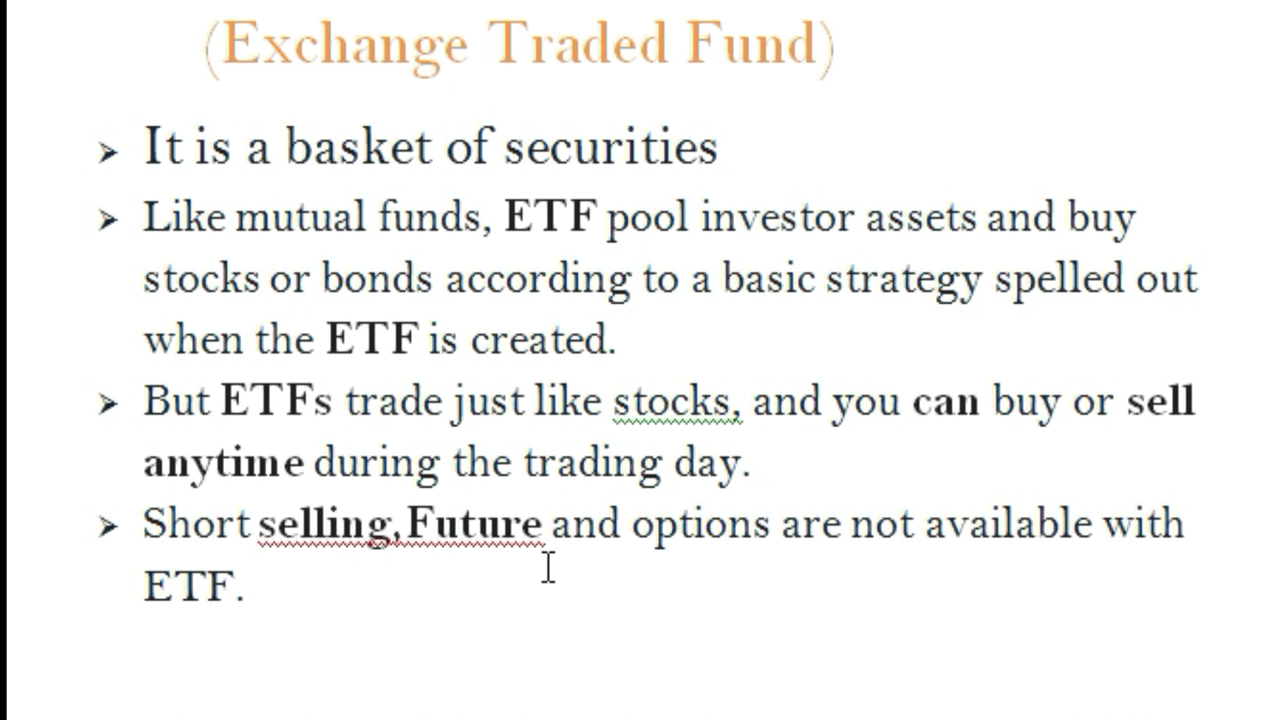 (Exchange Traded Fund)
➤ It is a basket of securities
➤ Like mutual funds, ETF pool investor assets and buy
stocks or bonds according to a basic strategy spelled out
when the ETF is created.
➤ But ETFs trade just like stocks, and you can buy or sell
anytime during the trading day.
➤ Short selling,Future and options are not available with
ETF.